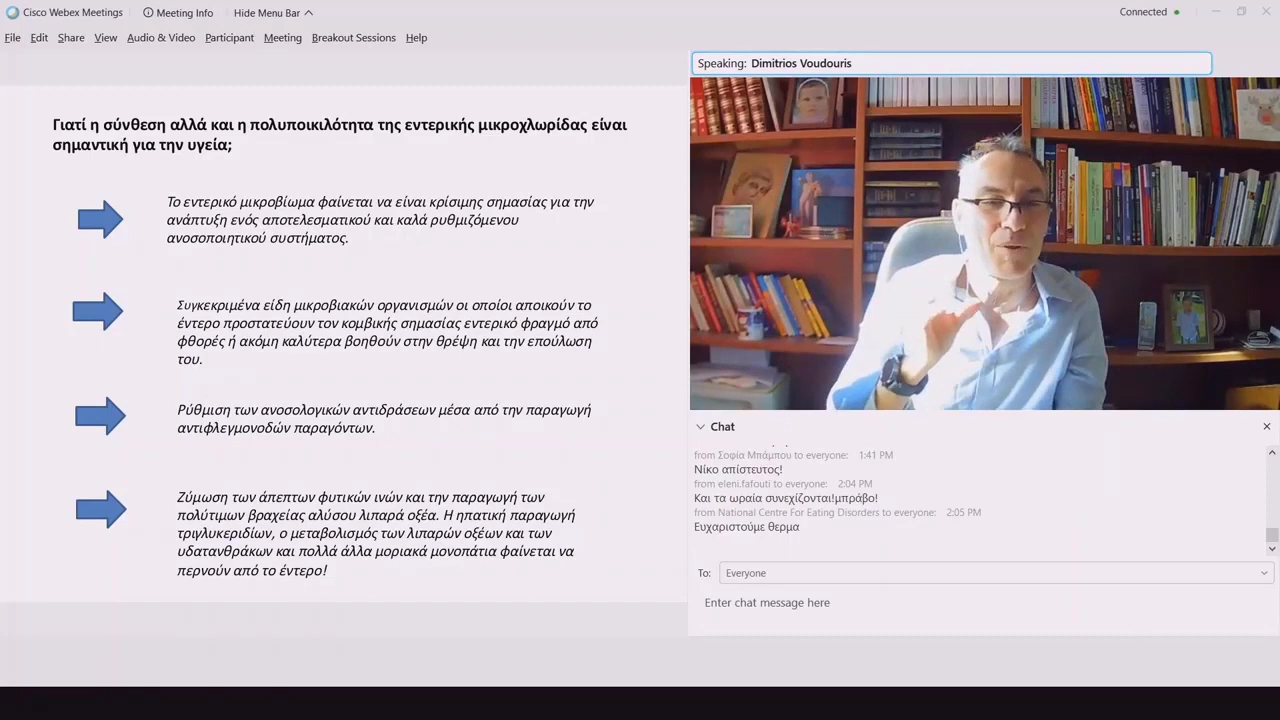 Cisco Webex Meetings
Meeting Info
Hide Menu Bar
Connected
File Edit Share View Audio & Video Participant Meeting Breakout Sessions Help
Γιατί η σύνθεση αλλά και η πολυποικιλότητα της εντερικής μικροχλωρίδας είναι
σημαντική για την υγεία;
Το εντερικό μικροβίωμα φαίνεται να είναι κρίσιμης σημασίας για την
ανάπτυξη ενός αποτελεσματικού και καλά ρυθμιζόμενου
ανοσοποιητικού συστήματος.
Συγκεκριμένα είδη μικροβιακών οργανισμών οι οποίοι αποικούν το
έντερο προστατεύουν τον κομβικής σημασίας εντερικό φραγμό από
φθορές ή ακόμη καλύτερα βοηθούν στην θρέψη και την επούλωση
του.
Ρύθμιση των ανοσολογικών αντιδράσεων μέσα από την παραγωγή
αντιφλεγμονοδών παραγόντων.
Ζύμωση των άπεπτων φυτικών ινών και την παραγωγή των
πολύτιμων βραχείας αλύσου λιπαρά οξέα. Η ηπατική παραγωγή
τριγλυκεριδίων, ο μεταβολισμός των λιπαρών οξέων και των
υδατανθράκων και πολλά άλλα μοριακά μονοπάτια φαίνεται να
περνούν από το έντερο!
Speaking: Dimitrios Voudouris
Chat
from Σοφία Μπάμπου to everyone: 1:41 PM
Νίκο απίστευτος!
from eleni.fafouti to everyone: 2:04 PM
Και τα ωραία συνεχίζονται!μπράβο!
from National Centre For Eating Disorders to everyone: 2:05 PM
Ευχαριστούμε θερμα
To: Everyone
Enter chat message here